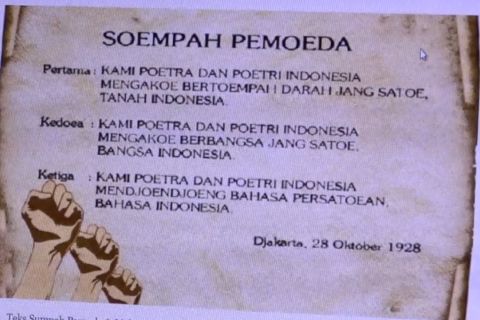 SOEMPAH PEMOEDA
Pertama : KAMI POETRA DAN POETRI INDONESIA
MENGAKOE BERTOEMPAH DARAH JANG SATOE,
TANAH INDONESIA.
Kedoea : KAMI POETRA DAN POETRI INDONESIA
MENGAKOE BERBANGSA JANG SATOE,
BANGSA INDONESIA.
Ketiga : KAMI POETRA DAN POETRI INDONESIA
MENDJOENDJOENG BAHASA PERSATOEAN,
BAHASA INDONESIA.
Djakarta, 28 Oktober 1928
Teks Sumpah